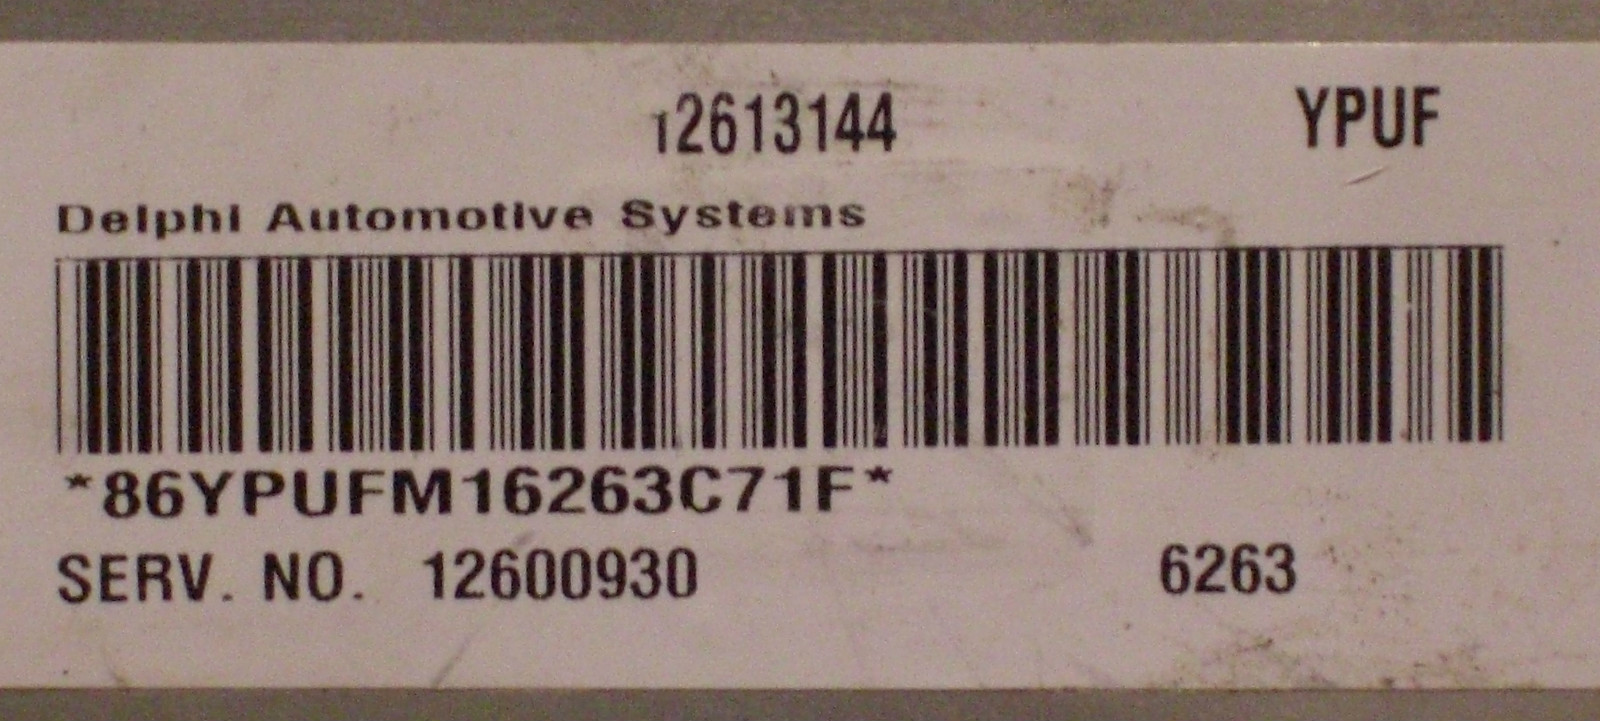 12613144 YPUF
Delphi Automotive Systems
*86YPUFM16263C71F*
SERV. NO. 12600930 6263